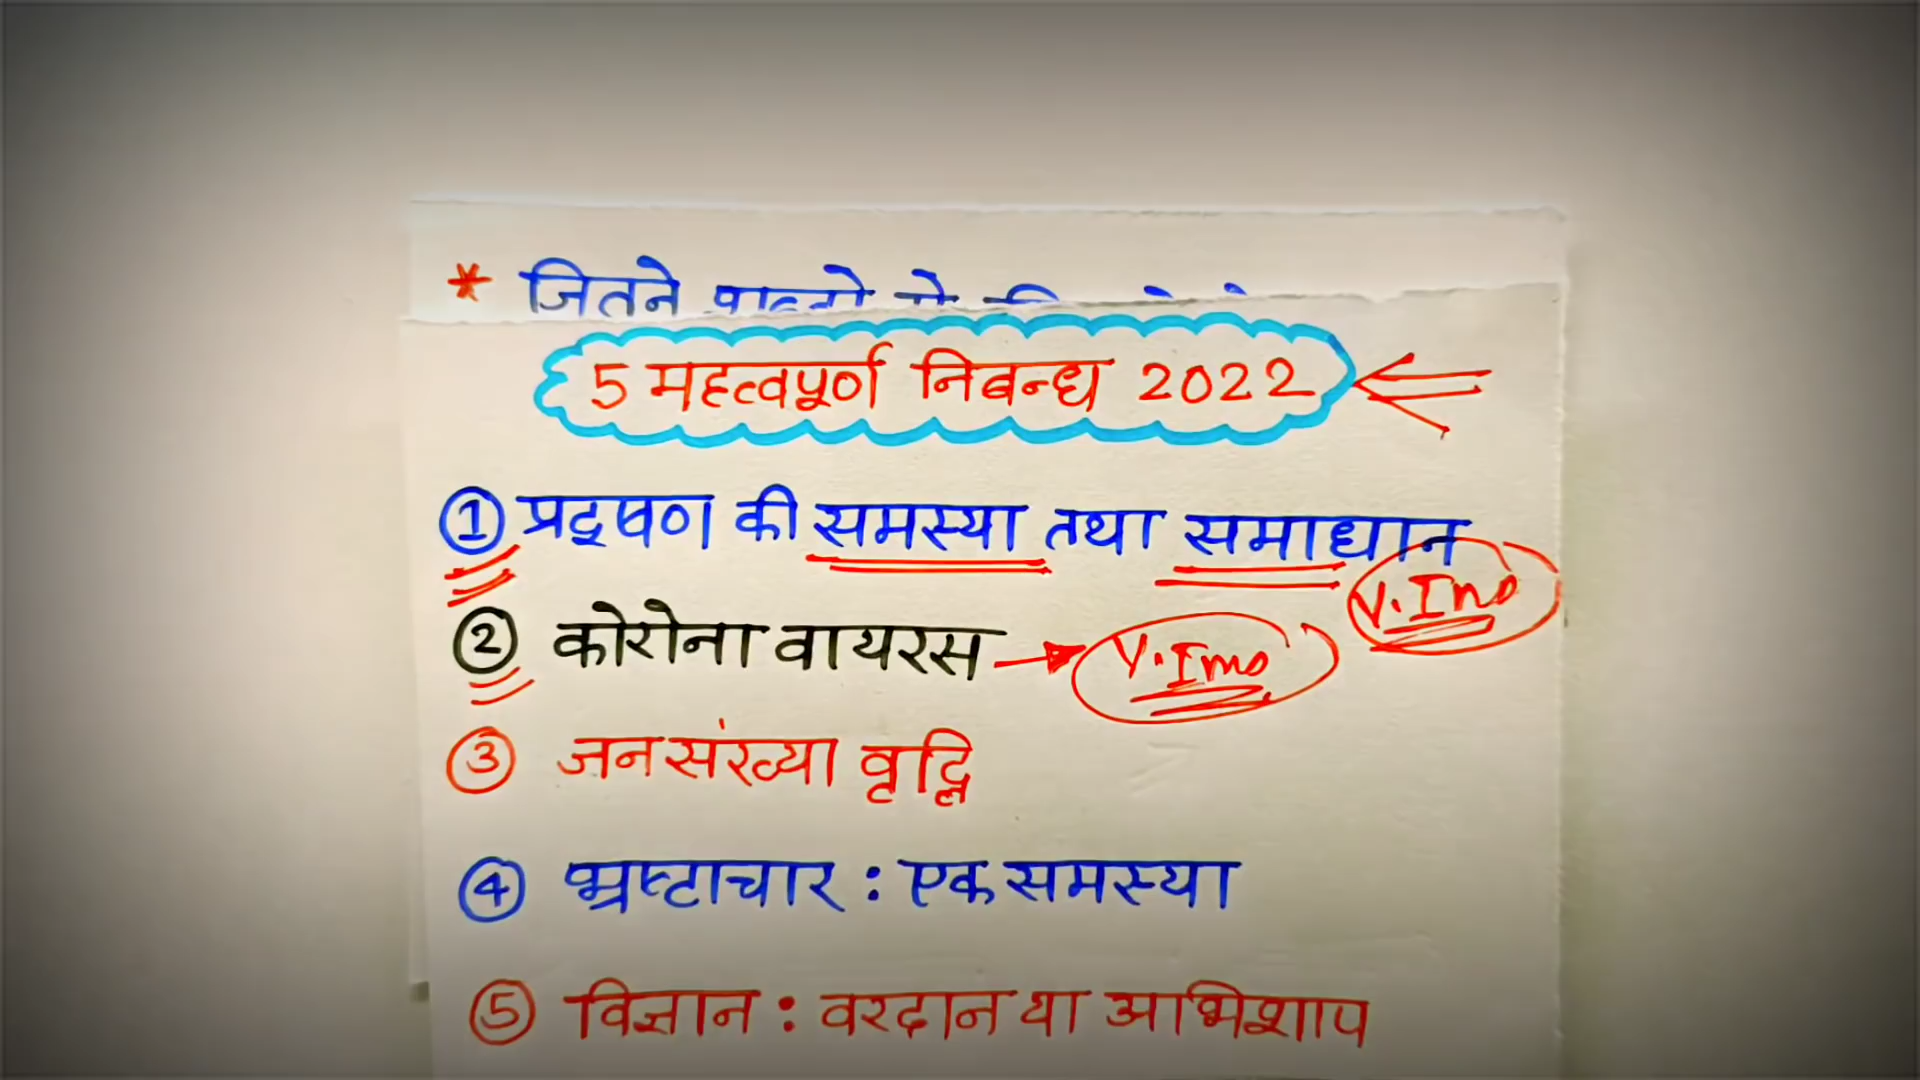 * जितने
5 महत्वपूर्ण निबन्ध 2022
① प्रदूषण की समस्या तथा समाधान
V. Imp
② कोरोना वायरस → V. Imp
③ जनसंख्या वृद्धि
④ भ्रष्टाचार : एक समस्या
⑤ विज्ञान : वरदान या अभिशाप